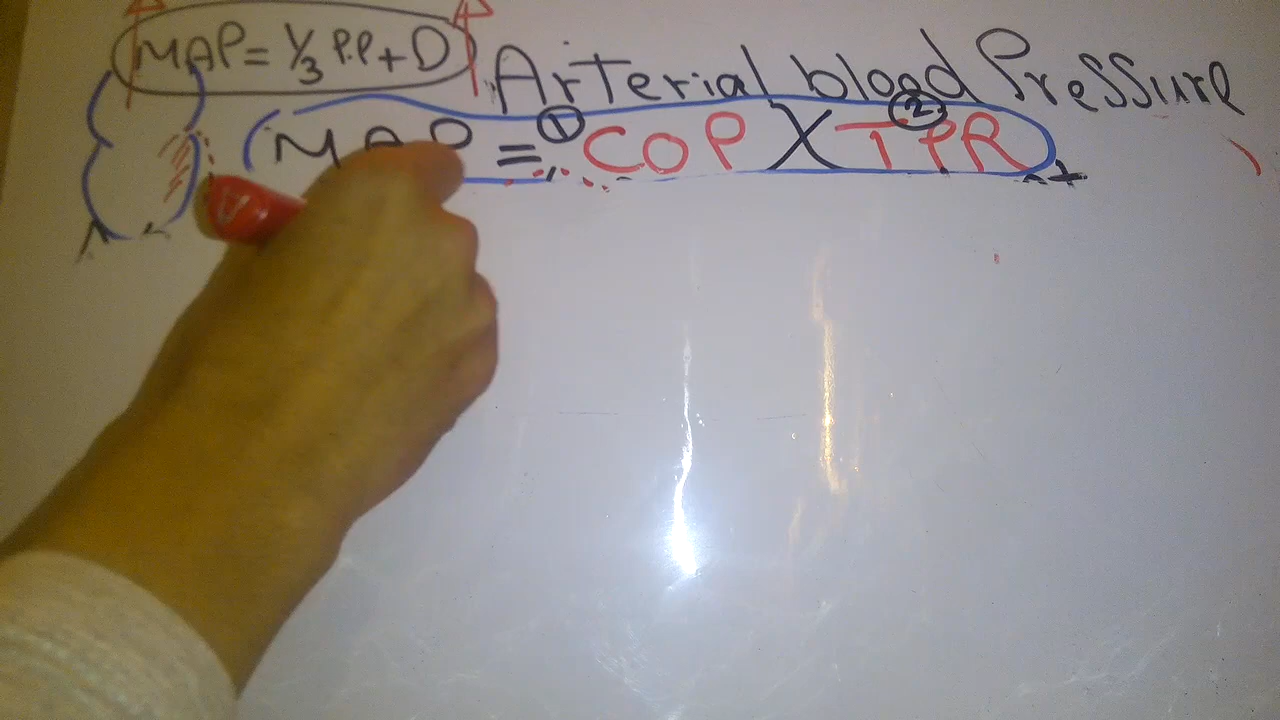 MAP = 1/3 P.P + D
Arterial blood Pressure
① ②
MAP = COP X TPR